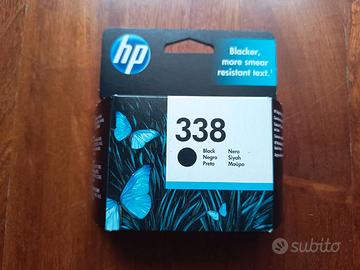 hp
Blacker,
more smear
resistant text.¹
338
Black Nero
Negro Siyah
Preto Μαύρο
subito